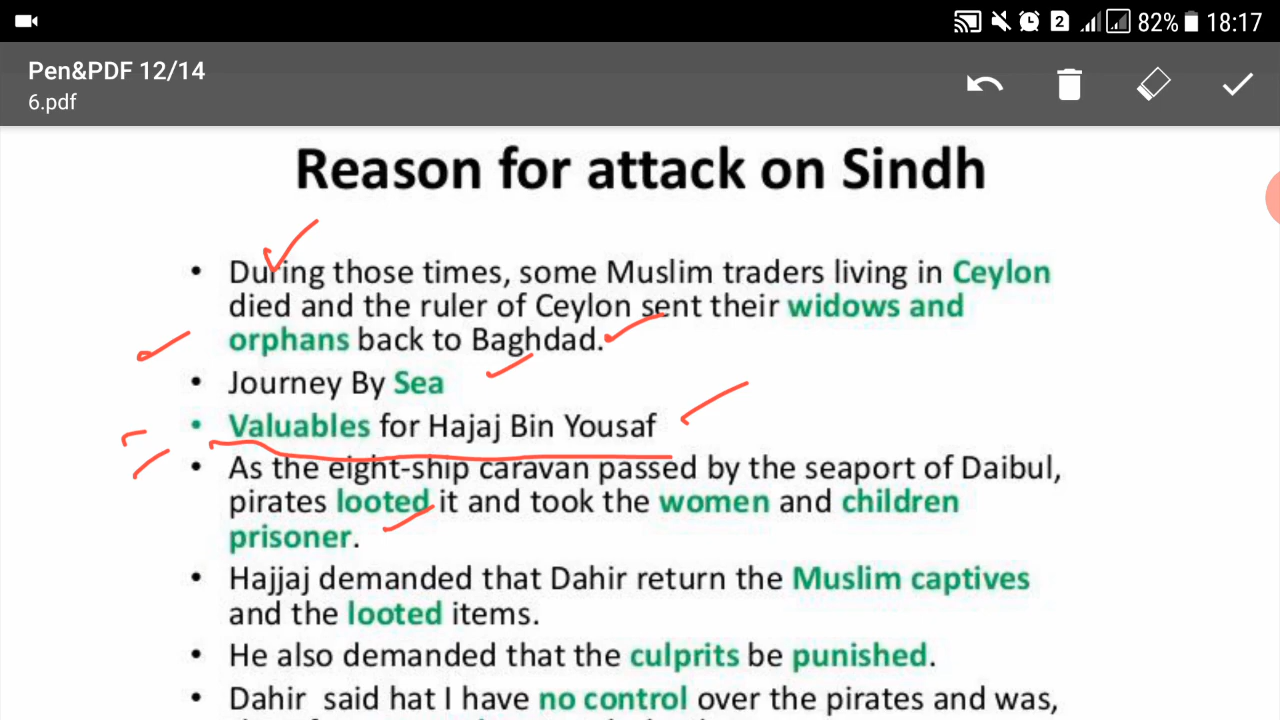 2 82% 18:17
Pen&PDF 12/14
6.pdf
Reason for attack on Sindh
• During those times, some Muslim traders living in Ceylon
died and the ruler of Ceylon sent their widows and
orphans back to Baghdad.
• Journey By Sea
• Valuables for Hajaj Bin Yousaf
• As the eight-ship caravan passed by the seaport of Daibul,
pirates looted it and took the women and children
prisoner.
• Hajjaj demanded that Dahir return the Muslim captives
and the looted items.
• He also demanded that the culprits be punished.
• Dahir said hat I have no control over the pirates and was,